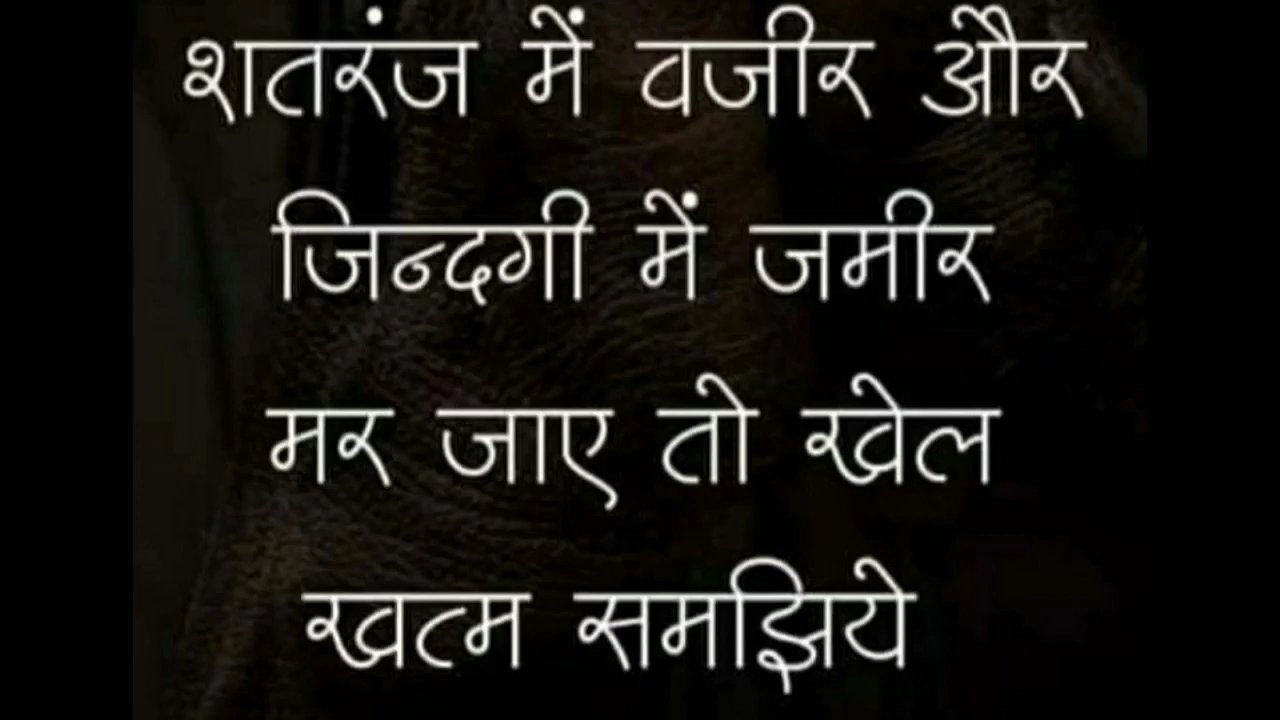 शतरंज में वजीर और
जिन्दगी में जमीर
मर जाए तो खेल
खत्म समझिये